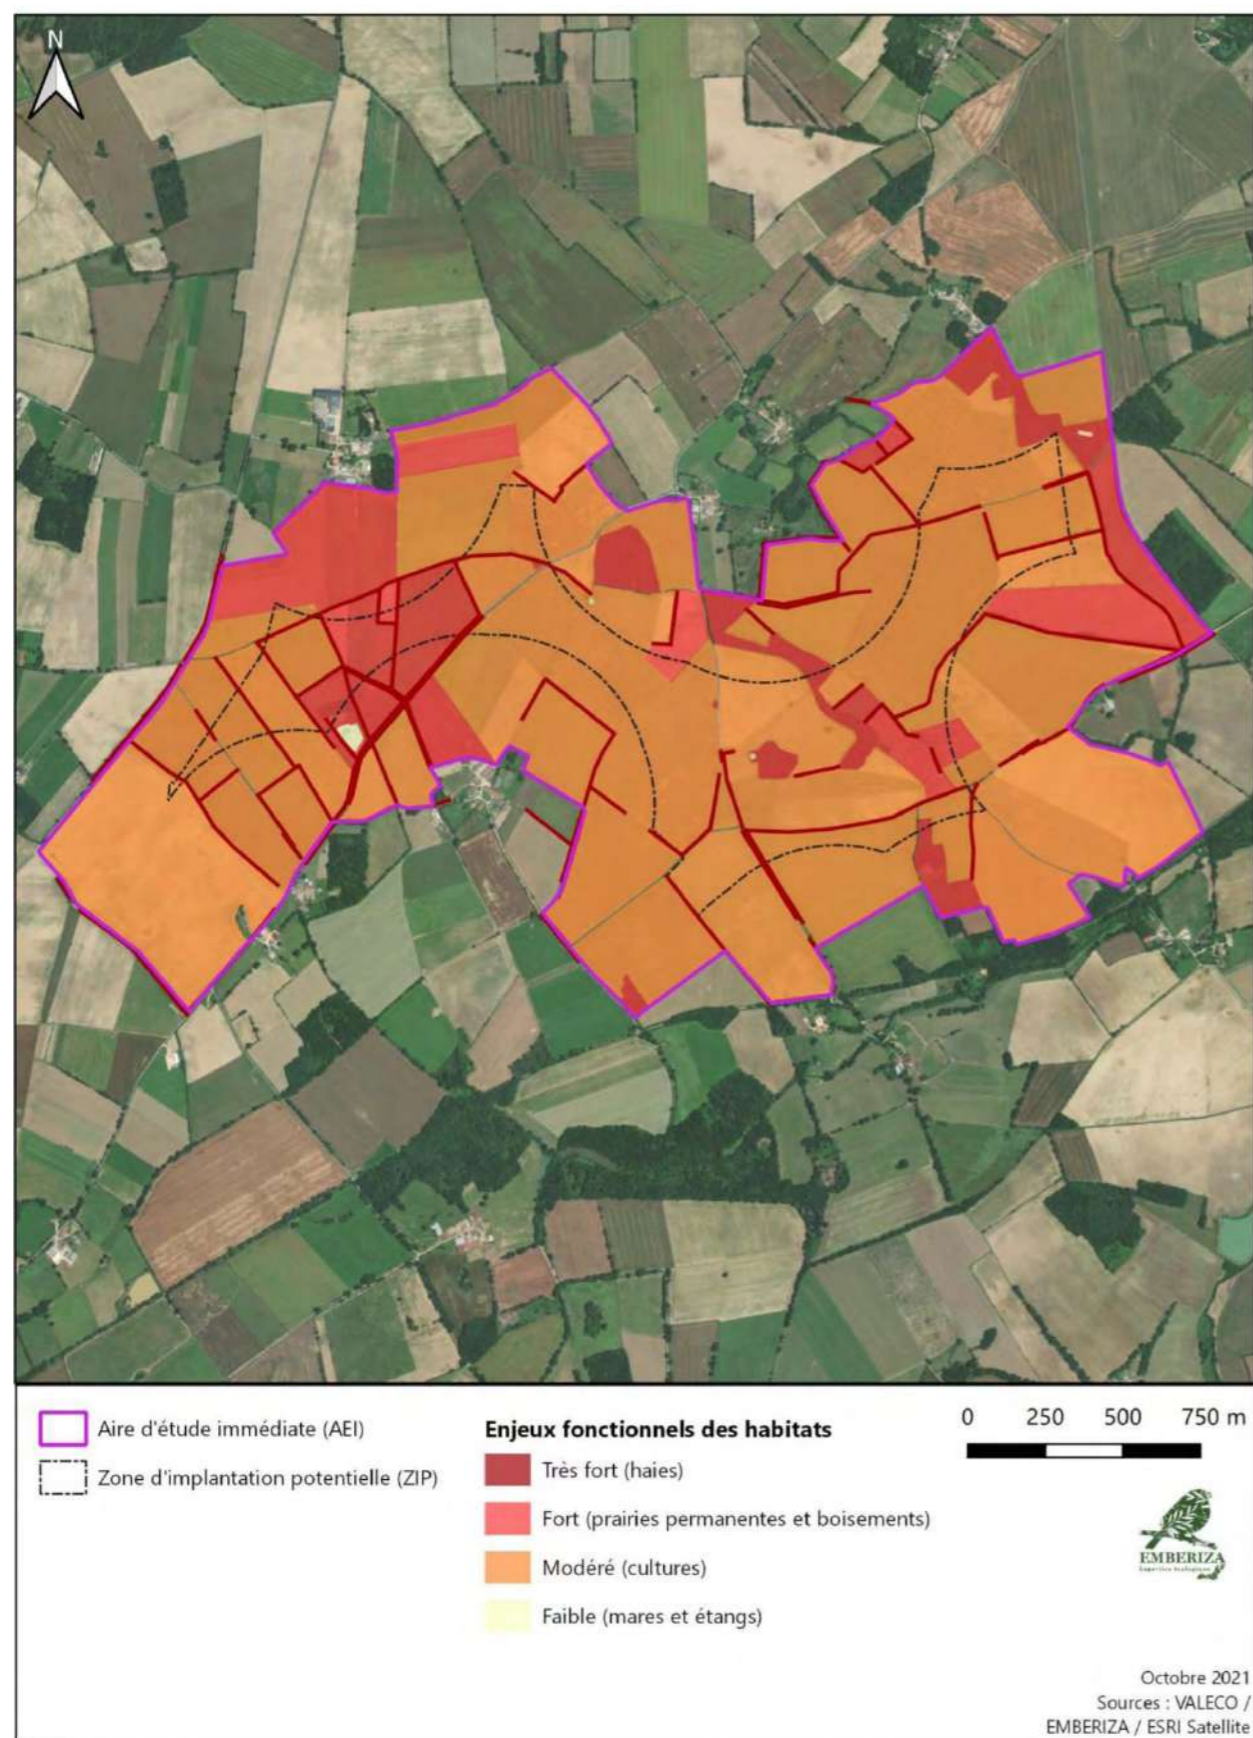 N
Aire d'étude immédiate (AEI)
Zone d'implantation potentielle (ZIP)
Enjeux fonctionnels des habitats
Très fort (haies)
Fort (prairies permanentes et boisements)
Modéré (cultures)
Faible (mares et étangs)
0 250 500 750 m
EMBERIZA
Octobre 2021
Sources : VALECO /
EMBERIZA / ESRI Satellite